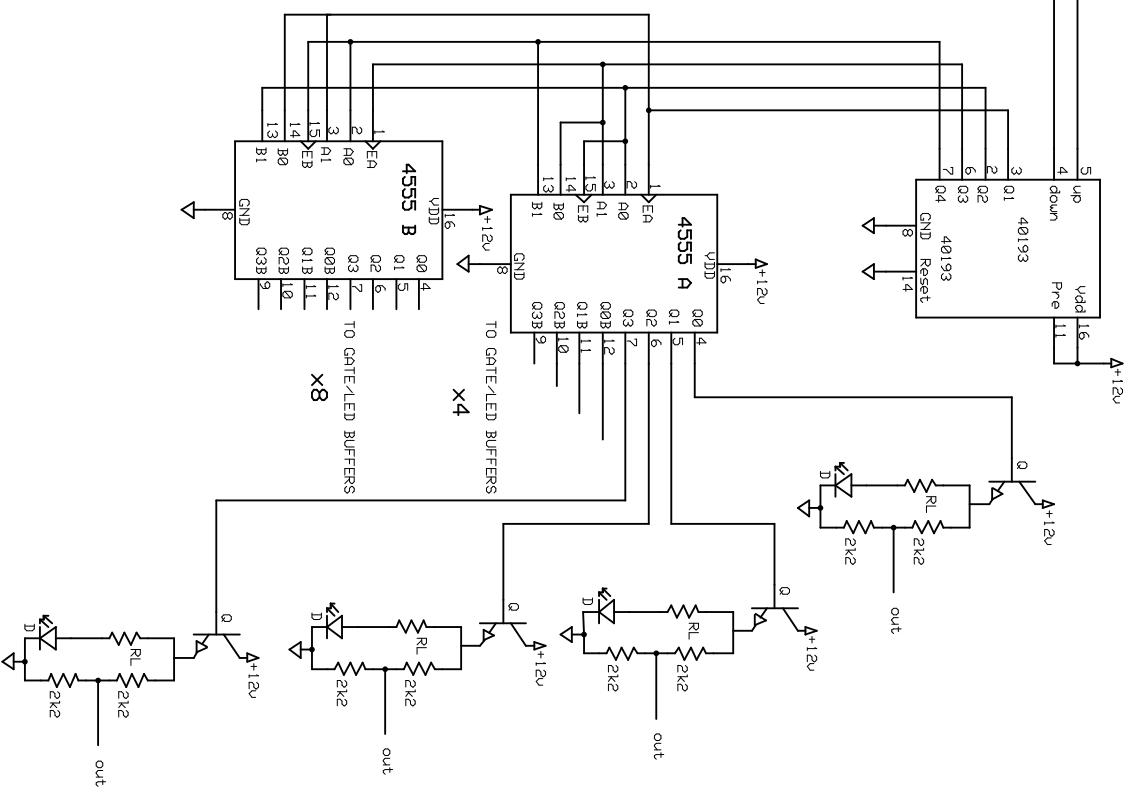 5 4 3 2 6 7
up down Q1 Q2 Q3 Q4
40193
40193
GND 8
Reset 14
Vdd 16
Pre 11
+12v
1 2 3 15 14 13
EA A0 A1 EB B0 B1
4555 A
VDD 16
+12v
GND 8
Q0 Q1 Q2 Q3 Q0B Q1B Q2B Q3B
4 5 6 7 12 11 10 9
TO GATE/LED BUFFERS
x4
1 2 3 15 14 13
EA A0 A1 EB B0 B1
4555 B
VDD 16
+12v
GND 8
Q0 Q1 Q2 Q3 Q0B Q1B Q2B Q3B
4 5 6 7 12 11 10 9
TO GATE/LED BUFFERS
x8
Q
+12v
D
RL
2k2
2k2
out
Q
+12v
D
RL
2k2
2k2
out
Q
+12v
D
RL
2k2
2k2
out
Q
+12v
D
RL
2k2
2k2
out